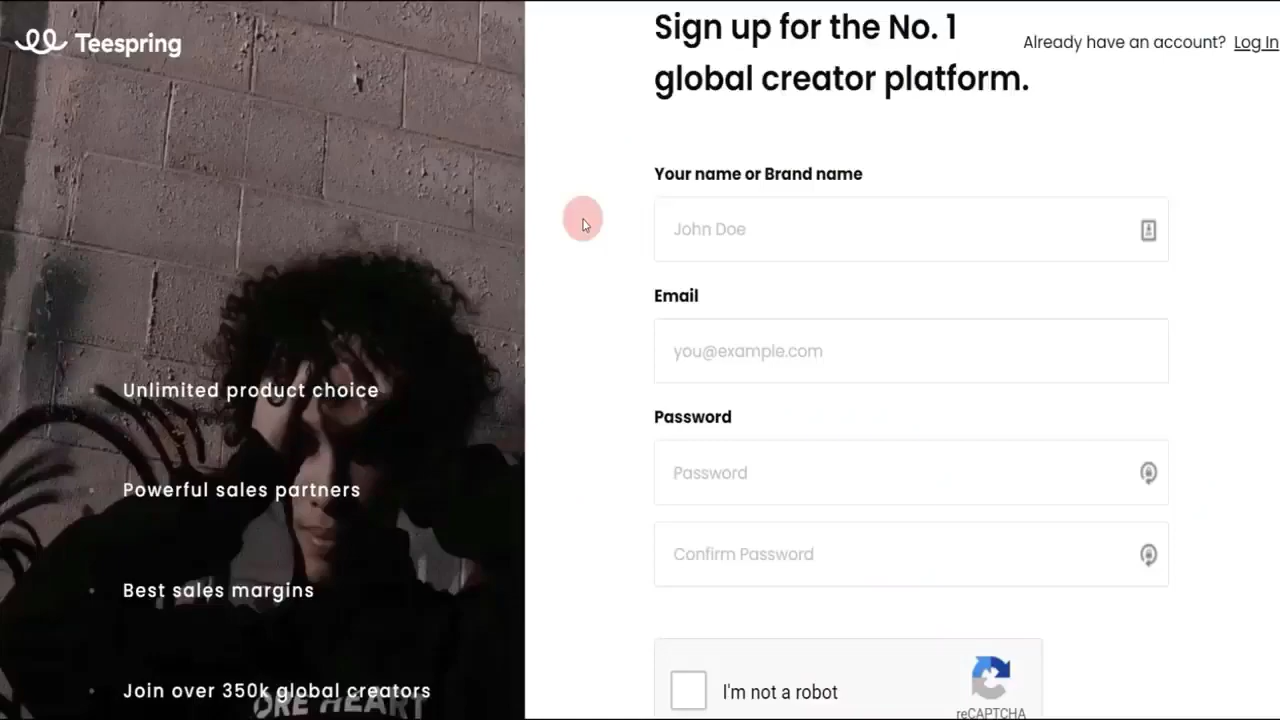 Teespring
Unlimited product choice
Powerful sales partners
Best sales margins
Join over 350k global creators
ORE HEART
Sign up for the No. 1
global creator platform.
Already have an account? Log In
Your name or Brand name
John Doe
Email
you@example.com
Password
Password
Confirm Password
I'm not a robot
reCAPTCHA